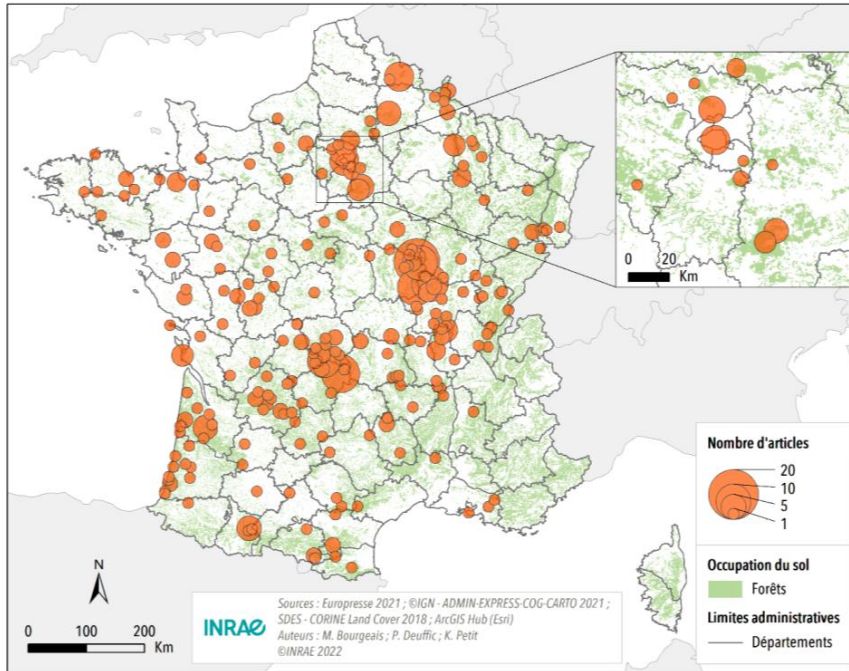 0 20
Km
Nombre d'articles
20
10
5
1
Occupation du sol
Forêts
Limites administratives
Départements
N
0 100 200
Km
INRAE
Sources : Europresse 2021 ; ©IGN - ADMIN-EXPRESS-COG-CARTO 2021 ;
SDES - CORINE Land Cover 2018 ; ArcGIS Hub (Esri)
Auteurs : M. Bourgeais ; P. Deuffic ; K. Petit
©INRAE 2022